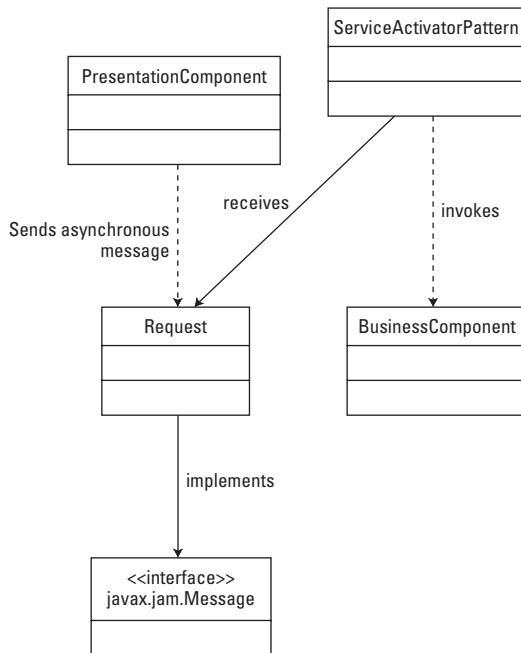 ServiceActivatorPattern
PresentationComponent
receives
Sends asynchronous
message
invokes
Request
BusinessComponent
implements
<<interface>>
javax.jam.Message